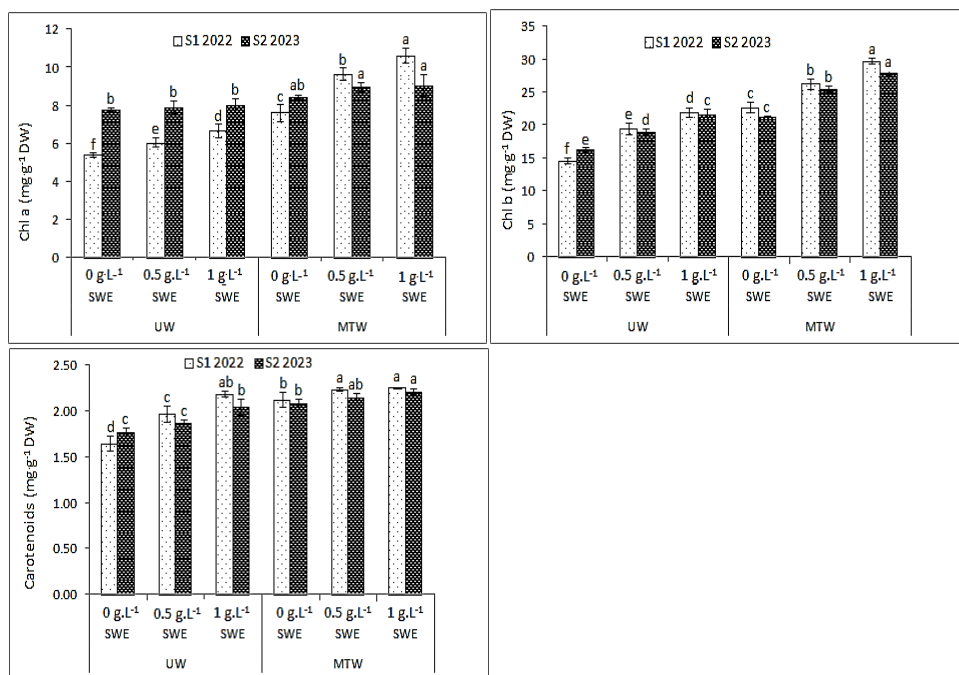 S1 2022 S2 2023
Chl a (mg·g⁻¹ DW)
12
10
8
6
4
2
0
f b e b d b c ab b a a a
0 g·L⁻¹ 0.5 g·L⁻¹ 1 g·L⁻¹ 0 g·L⁻¹ 0.5 g·L⁻¹ 1 g·L⁻¹
SWE SWE SWE SWE SWE SWE
UW MTW
S1 2022 S2 2023
Chl b (mg·g⁻¹ DW)
35
30
25
20
15
10
5
0
f e e d d c c c b b a a
0 g·L⁻¹ 0.5 g·L⁻¹ 1 g·L⁻¹ 0 g·L⁻¹ 0.5 g·L⁻¹ 1 g·L⁻¹
SWE SWE SWE SWE SWE SWE
UW MTW
S1 2022 S2 2023
Carotenoids (mg·g⁻¹ DW)
2.50
2.00
1.50
1.00
0.50
0.00
d c c c ab b b b a ab a a
0 g.L⁻¹ 0.5 g.L⁻¹ 1 g.L⁻¹ 0 g.L⁻¹ 0.5 g.L⁻¹ 1 g.L⁻¹
SWE SWE SWE SWE SWE SWE
UW MTW